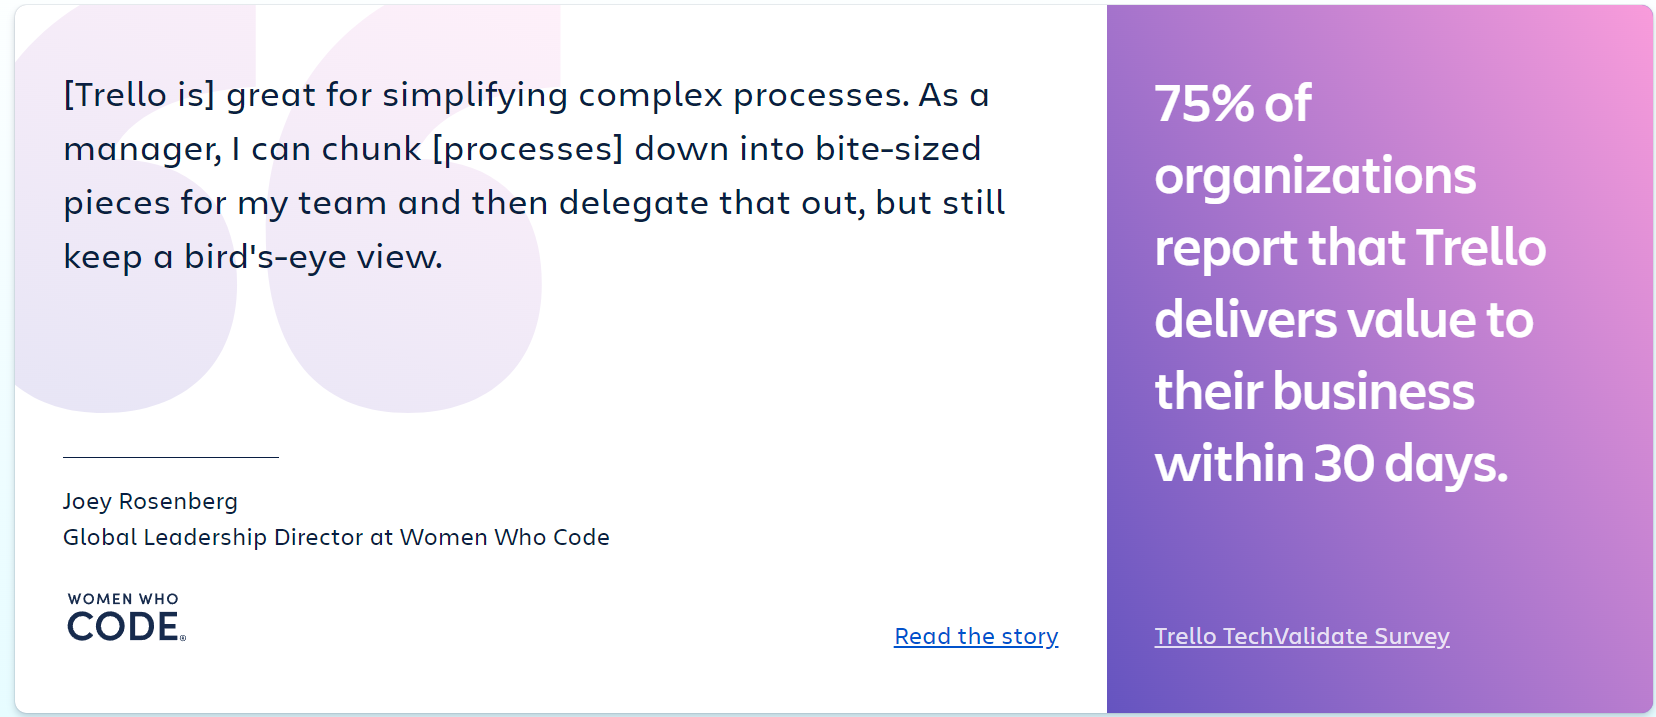 [Trello is] great for simplifying complex processes. As a
manager, I can chunk [processes] down into bite-sized
pieces for my team and then delegate that out, but still
keep a bird's-eye view.
Joey Rosenberg
Global Leadership Director at Women Who Code
WOMEN WHO
CODE®
Read the story
75% of
organizations
report that Trello
delivers value to
their business
within 30 days.
Trello TechValidate Survey